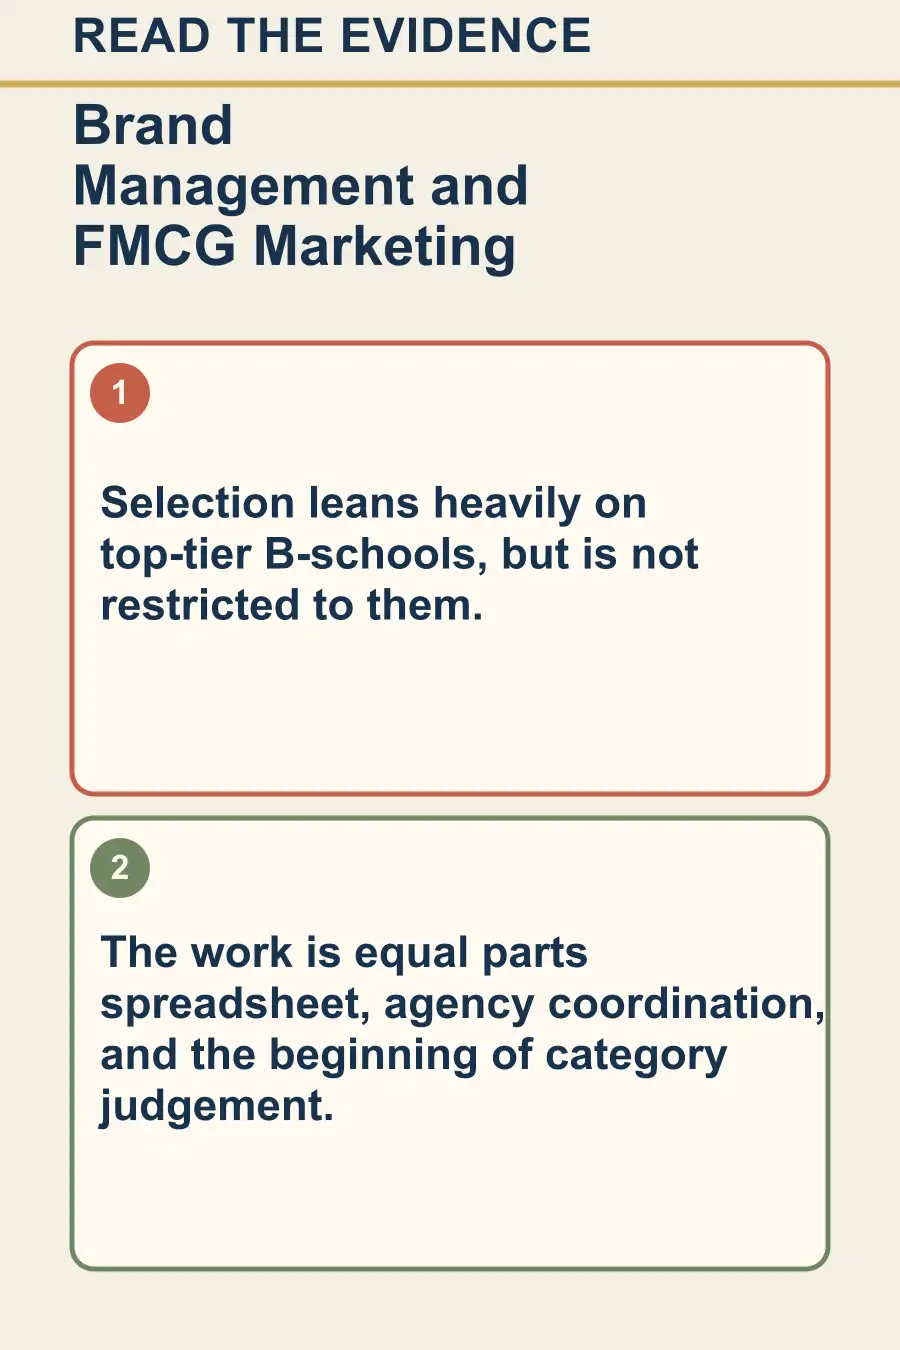 READ THE EVIDENCE
Brand
Management and
FMCG Marketing
1
Selection leans heavily on
top-tier B-schools, but is not
restricted to them.
2
The work is equal parts
spreadsheet, agency coordination,
and the beginning of category
judgement.